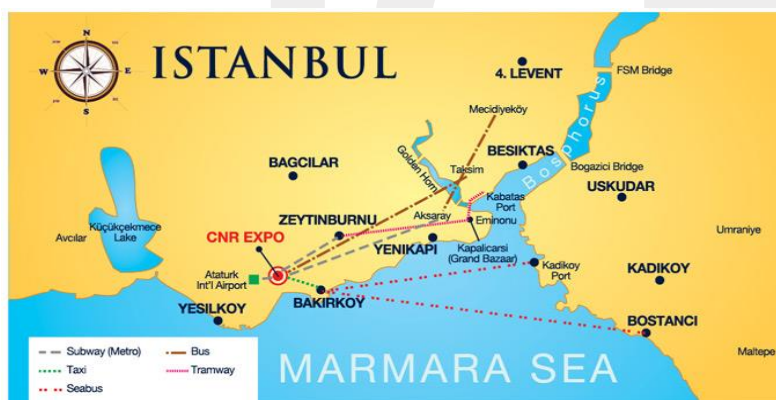 N
W
E
S
ISTANBUL
4. LEVENT
FSM Bridge
Mecidiyeköy
Bosphorus
BESIKTAS
Bogazici Bridge
BAGCILAR
Golden Horn
Taksim
USKUDAR
Kabatas
Port
ZEYTINBURNU
Aksaray
Eminonu
Küçükçekmece
Lake
Avcılar
CNR EXPO
YENIKAPI
Kapalicarsi
(Grand Bazaar)
Umraniye
Ataturk
Int'l Airport
Kadikoy
Port
KADIKOY
BAKIRKOY
YESILKOY
BOSTANCI
Maltepe
MARMARA SEA
Subway (Metro)
Bus
Taxi
Tramway
Seabus